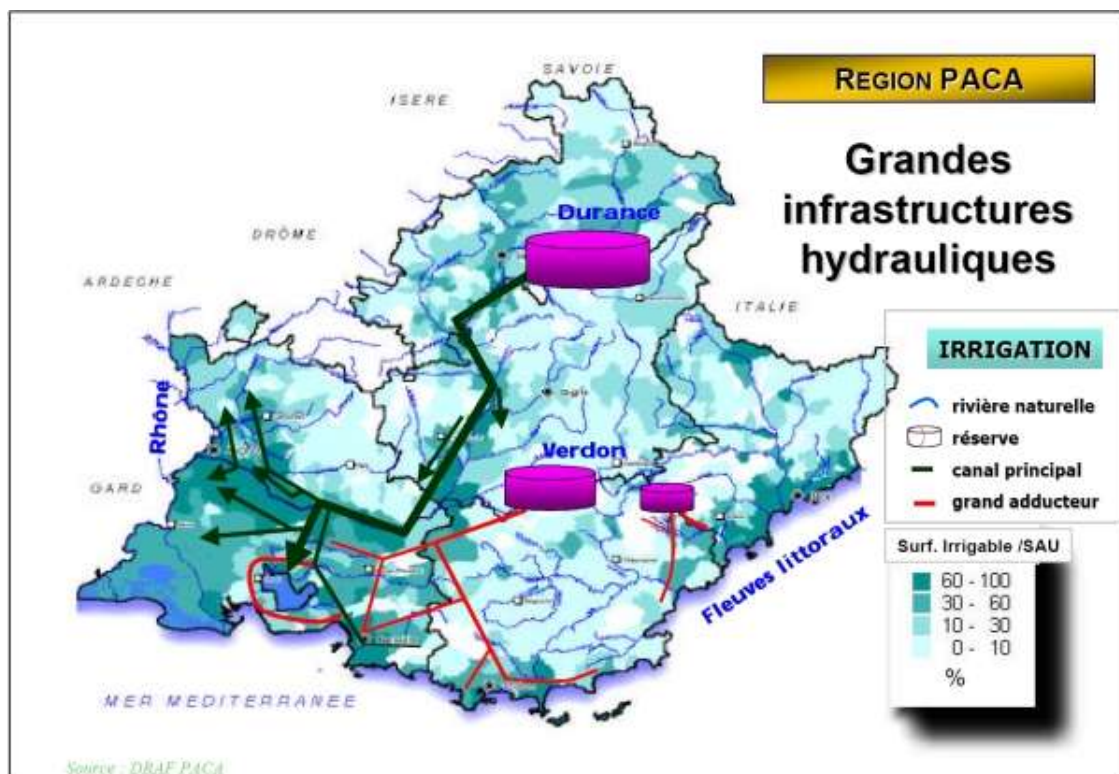 REGION PACA
Grandes
infrastructures
hydrauliques
SAVOIE
ISERE
DRÔME
ARDECHE
GARD
ITALIE
Durance
Verdon
Rhône
Fleuves littoraux
MER MEDITERRANEE
IRRIGATION
rivière naturelle
réserve
canal principal
grand adducteur
Surf. Irrigable /SAU
60 - 100
30 - 60
10 - 30
0 - 10
%
Source : DRAF PACA